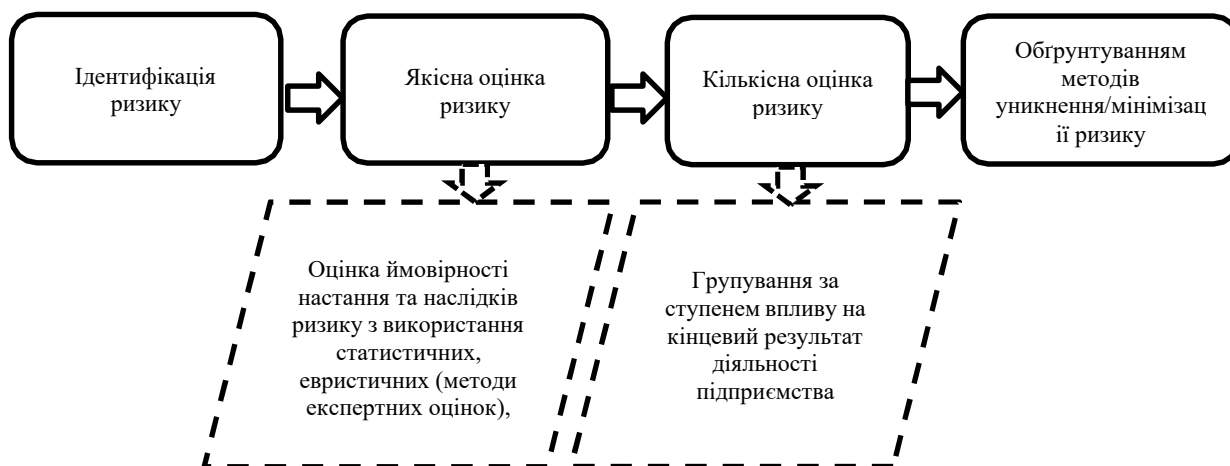 Ідентифікація
ризику
Якісна оцінка
ризику
Кількісна оцінка
ризику
Обґрунтуванням
методів
уникнення/мінімізац
ії ризику
Оцінка ймовірності
настання та наслідків
ризику з використання
статистичних,
евристичних (методи
експертних оцінок),
Групування за
ступенем впливу на
кінцевий результат
діяльності
підприємства